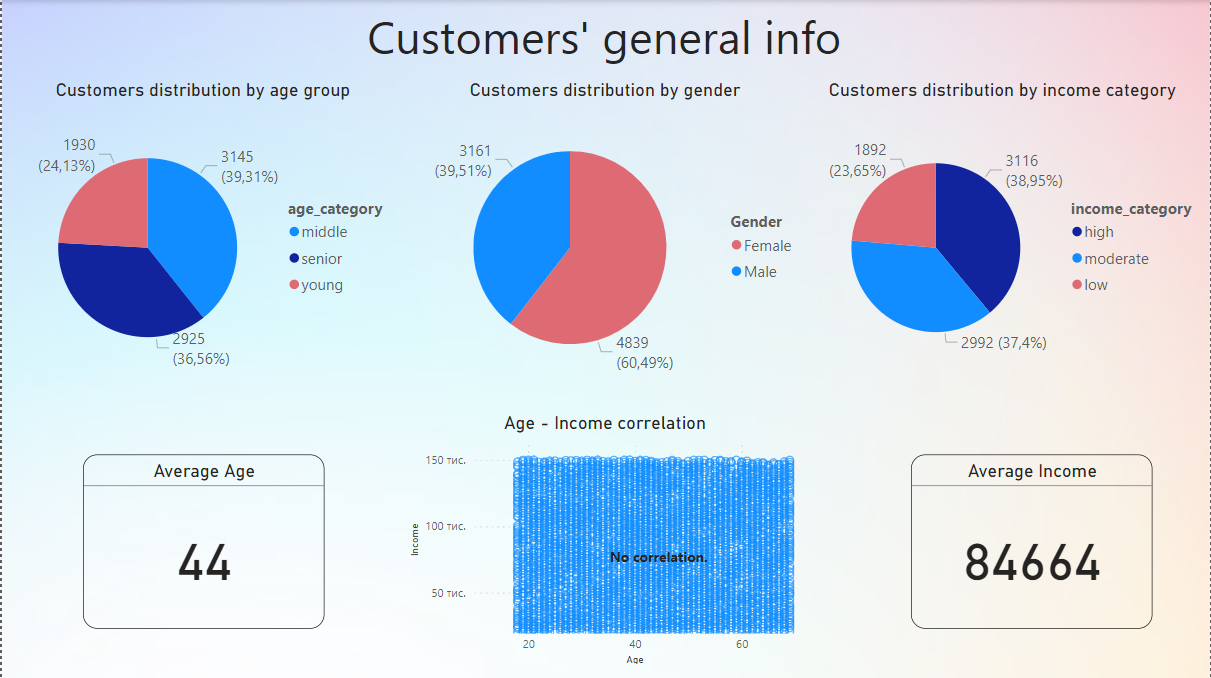 Customers' general info
Customers distribution by age group
1930
(24,13%)
3145
(39,31%)
2925
(36,56%)
age_category
middle
senior
young
Customers distribution by gender
3161
(39,51%)
4839
(60,49%)
Gender
Female
Male
Customers distribution by income category
1892
(23,65%)
3116
(38,95%)
2992 (37,4%)
income_category
high
moderate
low
Average Age
44
Age - Income correlation
Income
150 тис.
100 тис.
50 тис.
No correlation.
20 40 60
Age
Average Income
84664